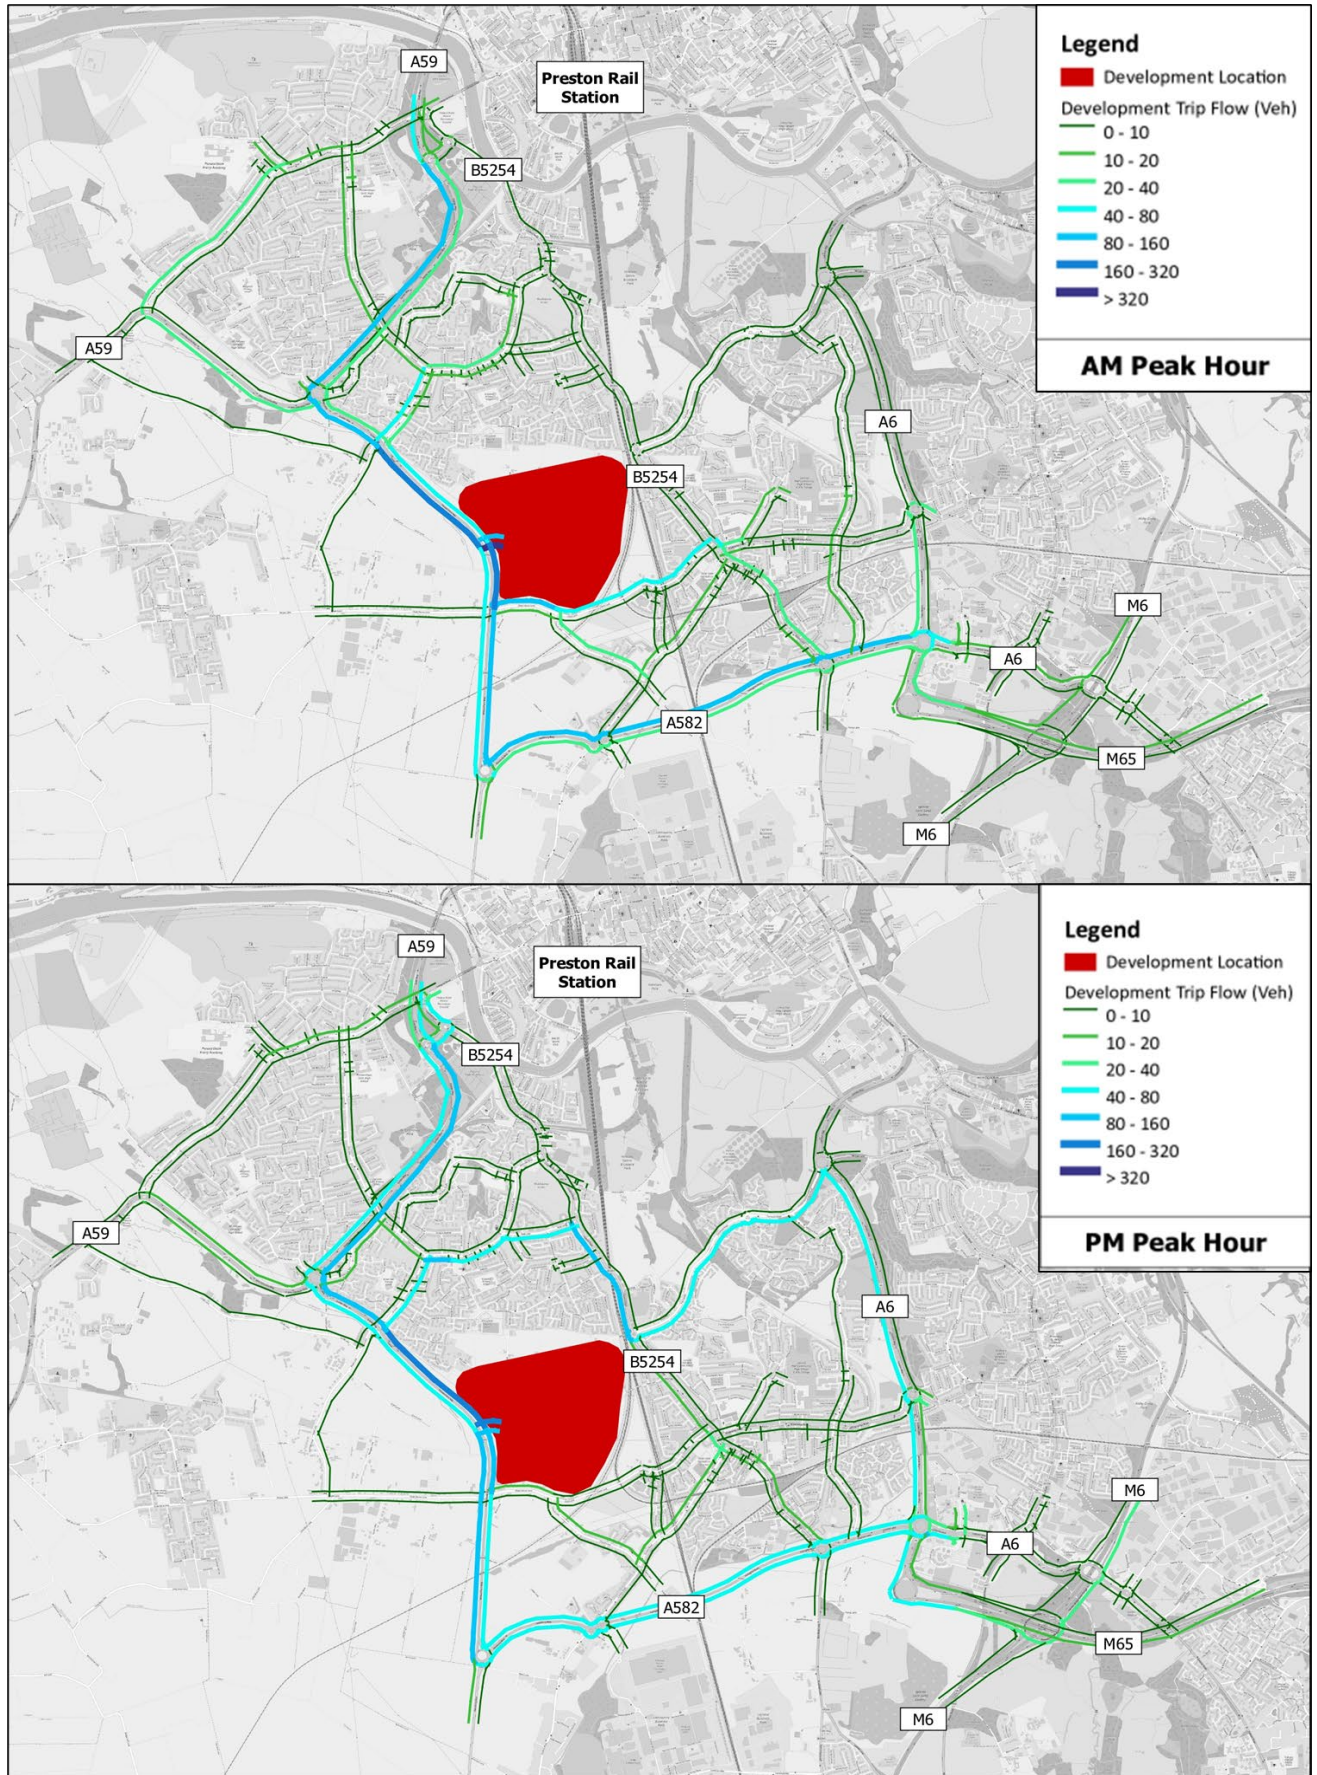 A59
Preston Rail
Station
B5254
A59
A6
B5254
M6
A6
A582
M65
M6
Legend
Development Location
Development Trip Flow (Veh)
0 - 10
10 - 20
20 - 40
40 - 80
80 - 160
160 - 320
> 320
AM Peak Hour
A59
Preston Rail
Station
B5254
A59
A6
B5254
M6
A6
A582
M65
M6
Legend
Development Location
Development Trip Flow (Veh)
0 - 10
10 - 20
20 - 40
40 - 80
80 - 160
160 - 320
> 320
PM Peak Hour